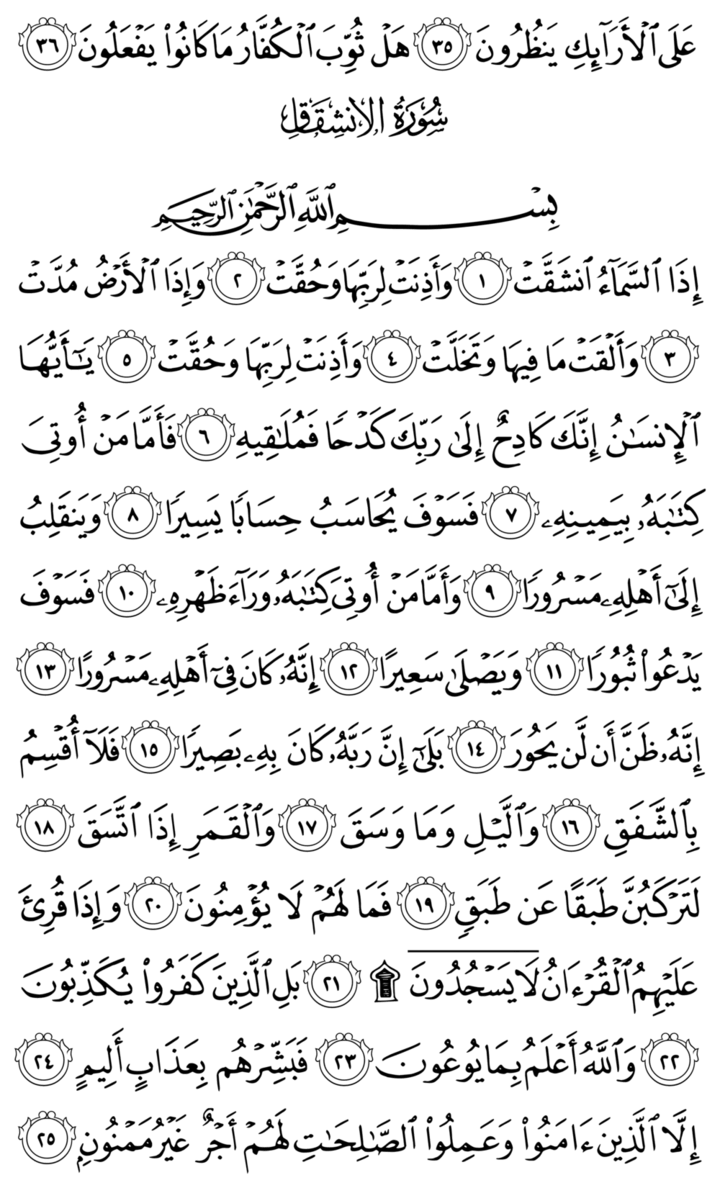 عَلَى ٱلْأَرَآئِكِ يَنظُرُونَ ٣٥ هَلْ ثُوِّبَ ٱلْكُفَّارُ مَا كَانُوا۟ يَفْعَلُونَ ٣٦
سُورَةُ الانشِقَاقِ
بِسْمِ ٱللَّهِ ٱلرَّحْمَٰنِ ٱلرَّحِيمِ
إِذَا ٱلسَّمَآءُ ٱنشَقَّتْ ١ وَأَذِنَتْ لِرَبِّهَا وَحُقَّتْ ٢ وَإِذَا ٱلْأَرْضُ مُدَّتْ
٣ وَأَلْقَتْ مَا فِيهَا وَتَخَلَّتْ ٤ وَأَذِنَتْ لِرَبِّهَا وَحُقَّتْ ٥ يَٰٓأَيُّهَا
ٱلْإِنسَٰنُ إِنَّكَ كَادِحٌ إِلَىٰ رَبِّكَ كَدْحًا فَمُلَٰقِيهِ ٦ فَأَمَّا مَنْ أُوتِىَ
كِتَٰبَهُۥ بِيَمِينِهِۦ ٧ فَسَوْفَ يُحَاسَبُ حِسَابًا يَسِيرًا ٨ وَيَنقَلِبُ
إِلَىٰٓ أَهْلِهِۦ مَسْرُورًا ٩ وَأَمَّا مَنْ أُوتِىَ كِتَٰبَهُۥ وَرَآءَ ظَهْرِهِۦ ١٠ فَسَوْفَ
يَدْعُوا۟ ثُبُورًا ١١ وَيَصْلَىٰ سَعِيرًا ١٢ إِنَّهُۥ كَانَ فِىٓ أَهْلِهِۦ مَسْرُورًا ١٣
إِنَّهُۥ ظَنَّ أَن لَّن يَحُورَ ١٤ بَلَىٰٓ إِنَّ رَبَّهُۥ كَانَ بِهِۦ بَصِيرًا ١٥ فَلَآ أُقْسِمُ
بِٱلشَّفَقِ ١٦ وَٱلَّيْلِ وَمَا وَسَقَ ١٧ وَٱلْقَمَرِ إِذَا ٱتَّسَقَ ١٨
لَتَرْكَبُنَّ طَبَقًا عَن طَبَقٍ ١٩ فَمَا لَهُمْ لَا يُؤْمِنُونَ ٢٠ وَإِذَا قُرِئَ
عَلَيْهِمُ ٱلْقُرْءَانُ لَا يَسْجُدُونَ ۩ ٢١ بَلِ ٱلَّذِينَ كَفَرُوا۟ يُكَذِّبُونَ
٢٢ وَٱللَّهُ أَعْلَمُ بِمَا يُوعُونَ ٢٣ فَبَشِّرْهُم بِعَذَابٍ أَلِيمٍ ٢٤
إِلَّا ٱلَّذِينَ ءَامَنُوا۟ وَعَمِلُوا۟ ٱلصَّٰلِحَٰتِ لَهُمْ أَجْرٌ غَيْرُ مَمْنُونٍۭ ٢٥